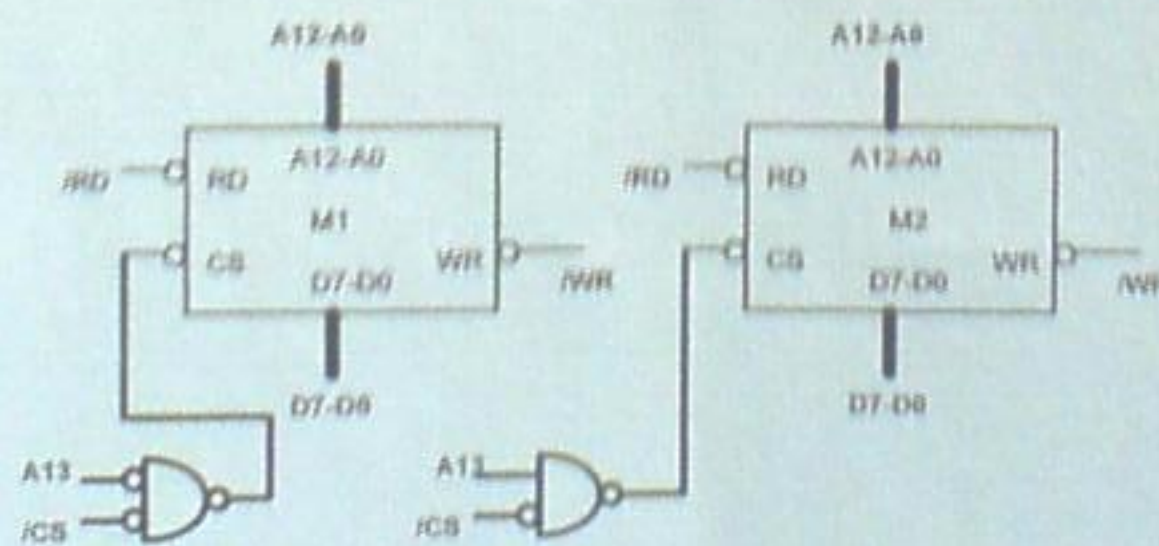 A12-A0
A12-A0
/RD
RD
A12-A0
M1
CS
WR
/WR
D7-D0
D7-D0
/RD
RD
A12-A0
M2
CS
WR
/WR
D7-D0
D7-D0
A13
/CS
A13
/CS